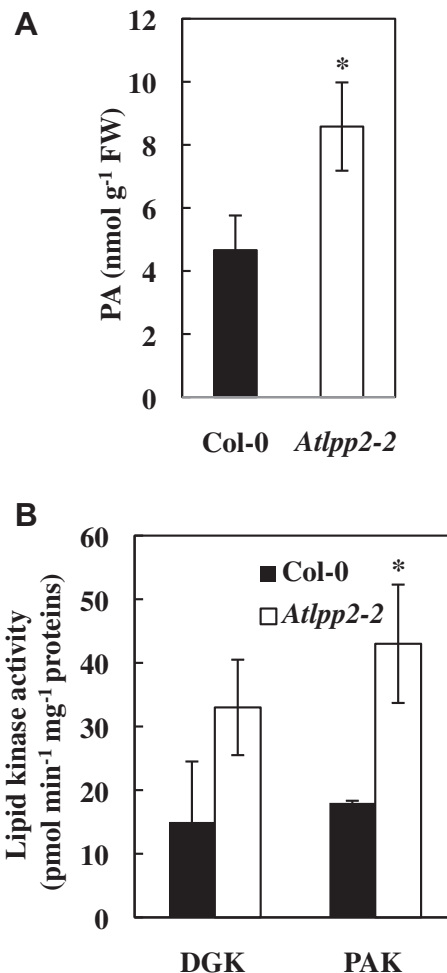 A
PA (nmol g⁻¹ FW)
12
10
8
6
4
2
0
*
Col-0
Atlpp2-2
B
Lipid kinase activity
(pmol min⁻¹ mg⁻¹ proteins)
60
50
40
30
20
10
0
Col-0
Atlpp2-2
*
DGK
PAK